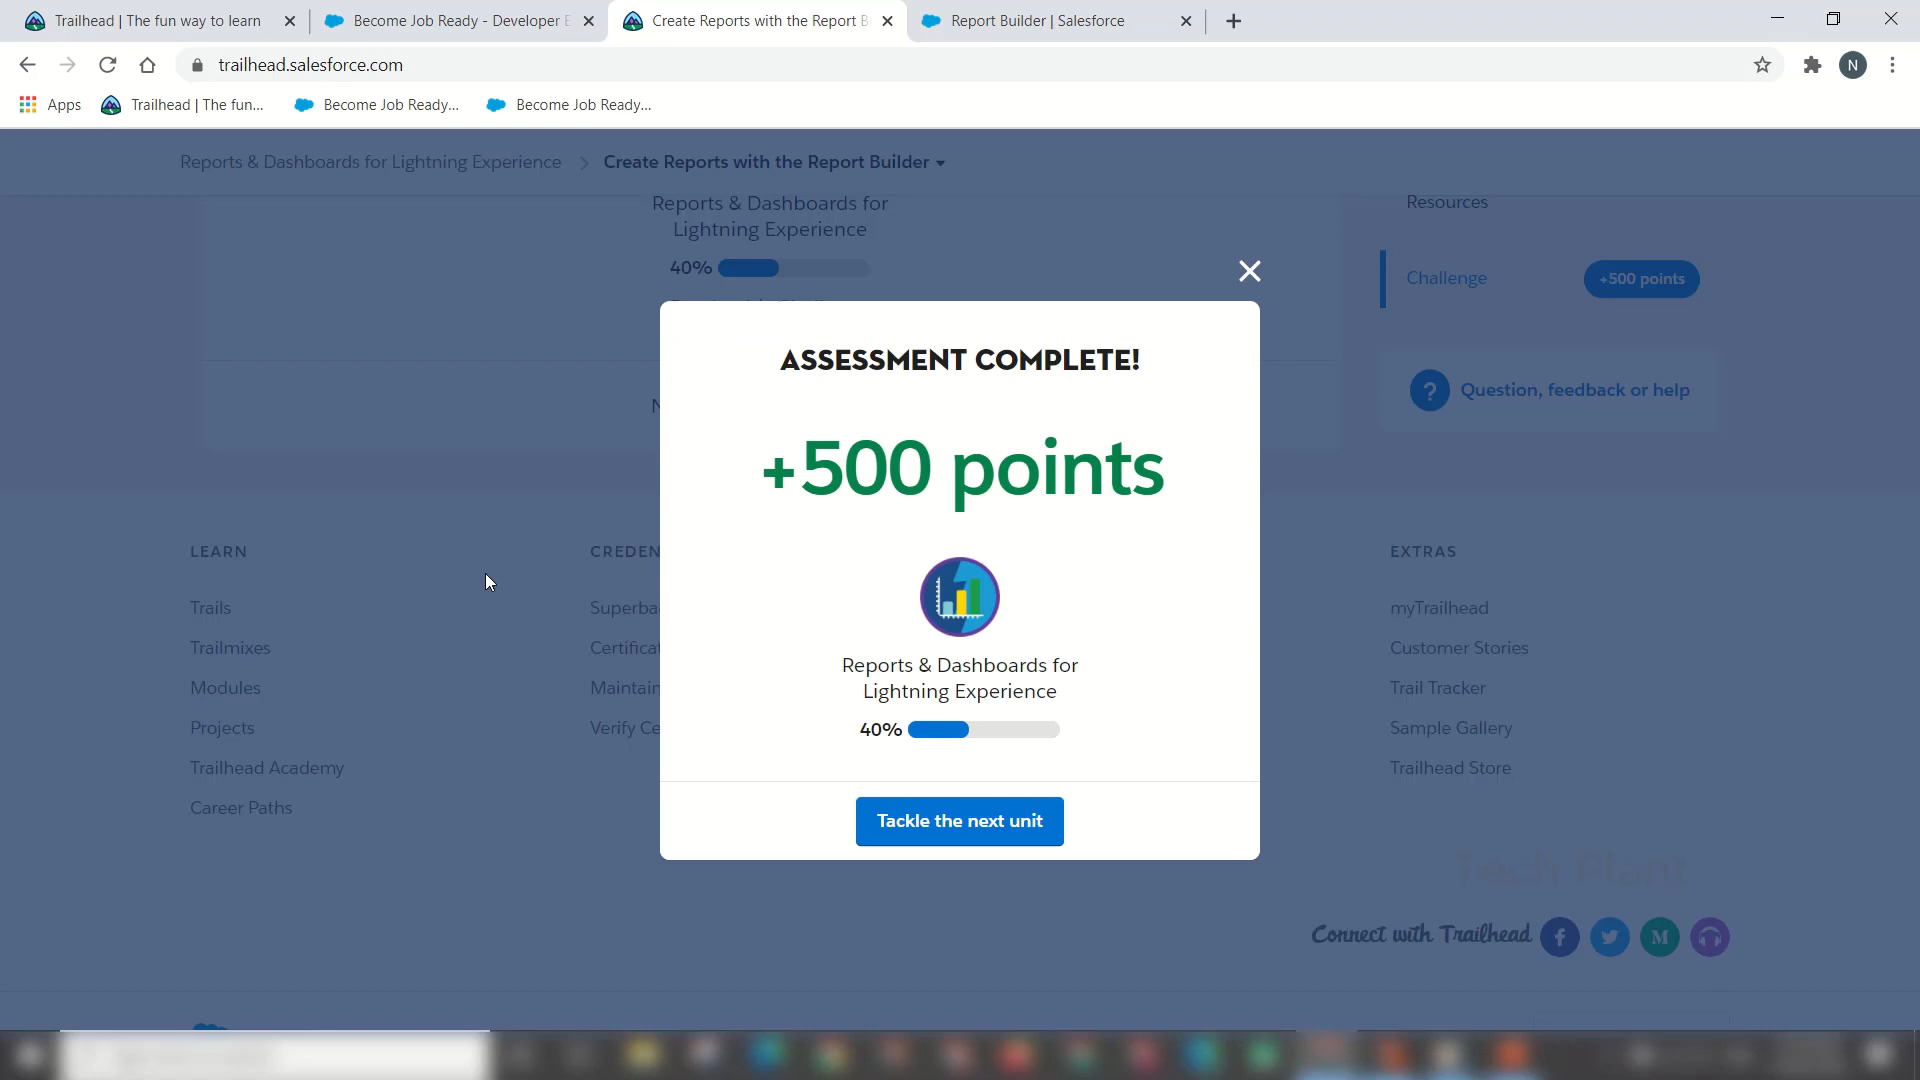 Trailhead | The fun way to learn
Become Job Ready - Developer E
Create Reports with the Report B
Report Builder | Salesforce
trailhead.salesforce.com
N
Apps
Trailhead | The fun...
Become Job Ready...
Become Job Ready...
Reports & Dashboards for Lightning Experience
Create Reports with the Report Builder
Reports & Dashboards for
Lightning Experience
40%
Resources
Challenge
+500 points
? Question, feedback or help
ASSESSMENT COMPLETE!
+500 points
Reports & Dashboards for
Lightning Experience
40%
Tackle the next unit
LEARN
Trails
Trailmixes
Modules
Projects
Trailhead Academy
Career Paths
CREDEN
Superba
Certificat
Maintain
Verify Ce
EXTRAS
myTrailhead
Customer Stories
Trail Tracker
Sample Gallery
Trailhead Store
Tech Plant
Connect with Trailhead